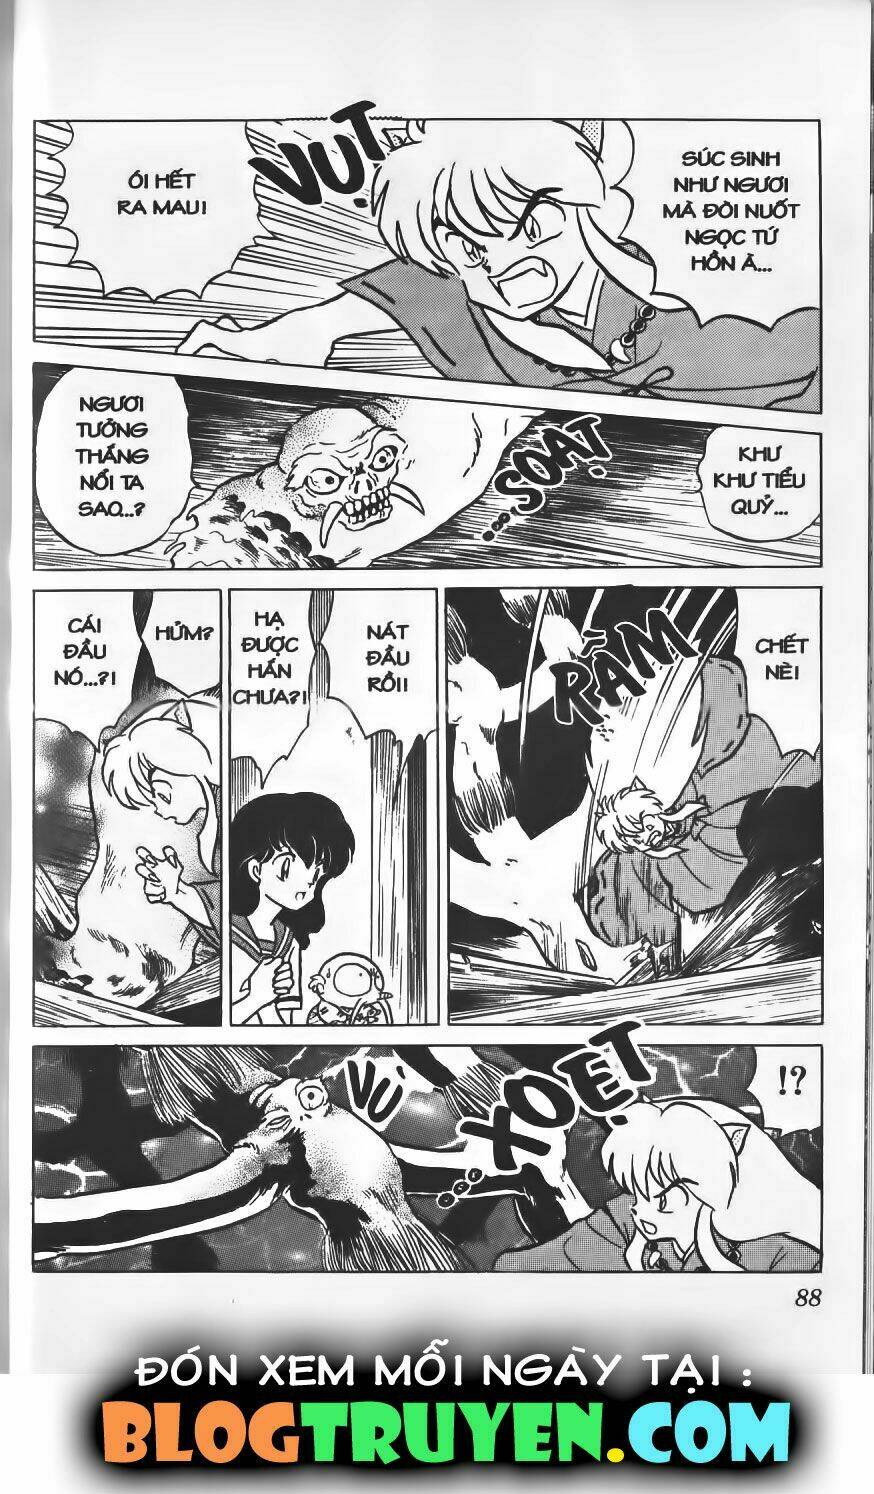 SÚC SINH
NHƯ NGƯƠI
MÀ ĐÒI NUỐT
NGỌC TỨ
HỒN À...
VỤT
ÓI HẾT
RA MAU!
KHƯ
KHƯ TIỂU
QUỶ...
...SOẠT
NGƯƠI
TƯỞNG
THẮNG
NỔI TA
SAO...?
CHẾT
NÈ!
RẦM
NÁT
ĐẦU
RỒI!
HẠ
ĐƯỢC
HẮN
CHƯA?!
HỬM?
CÁI
ĐẦU
NÓ...?!
!?
...XOẸT
VÙ
88
ĐÓN XEM MỖI NGÀY TẠI :
BLOGTRUYEN.COM